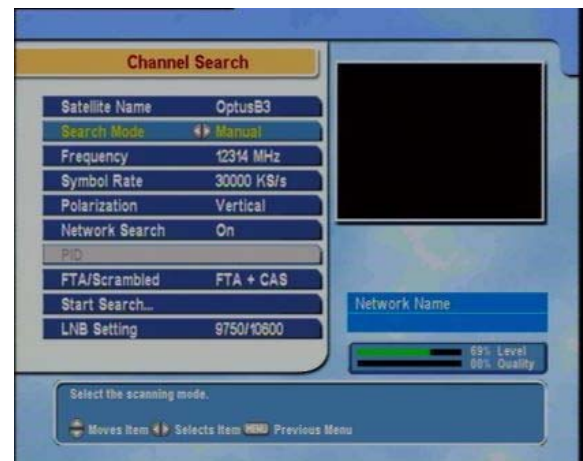 Channel Search
Satellite Name OptusB3
Search Mode Manual
Frequency 12314 MHz
Symbol Rate 30000 KS/s
Polarization Vertical
Network Search On
PID
FTA/Scrambled FTA + CAS
Start Search...
LNB Setting 9750/10600
Network Name
69% Level
00% Quality
Select the scanning mode.
Moves Item Selects Item MENU Previous Menu